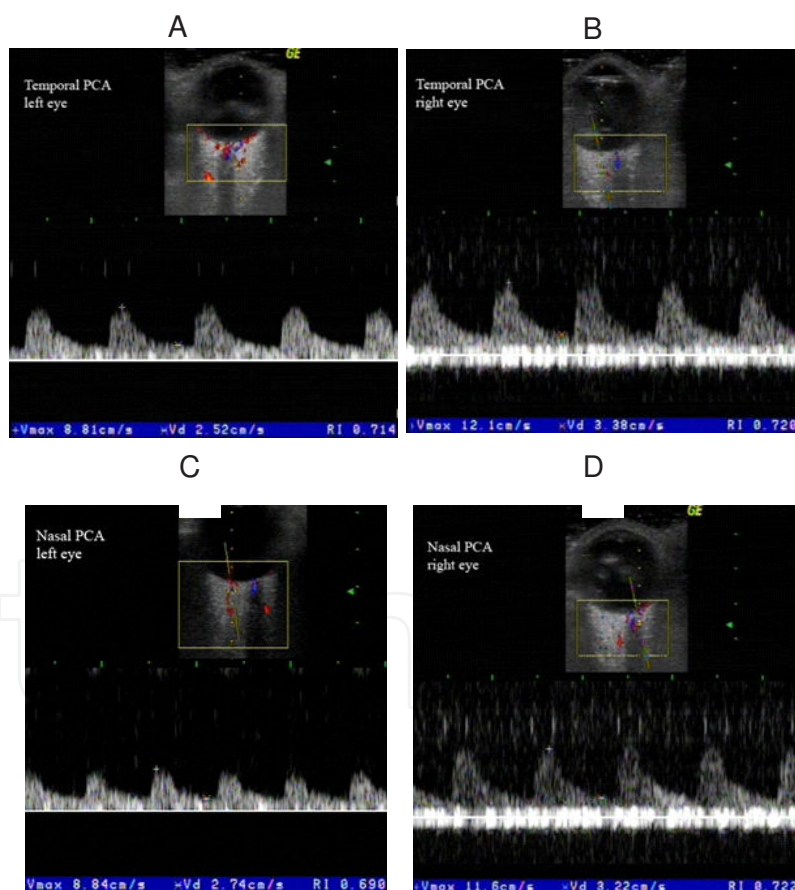 A
GE
Temporal PCA
left eye
+Vmax 8.81cm/s ×Vd 2.52cm/s RI 0.714
B
Temporal PCA
right eye
+Vmax 12.1cm/s ×Vd 3.38cm/s RI 0.720
C
Nasal PCA
left eye
Vmax 8.84cm/s ×Vd 2.74cm/s RI 0.690
D
GE
Nasal PCA
right eye
+Vmax 11.6cm/s ×Vd 3.22cm/s RI 0.722